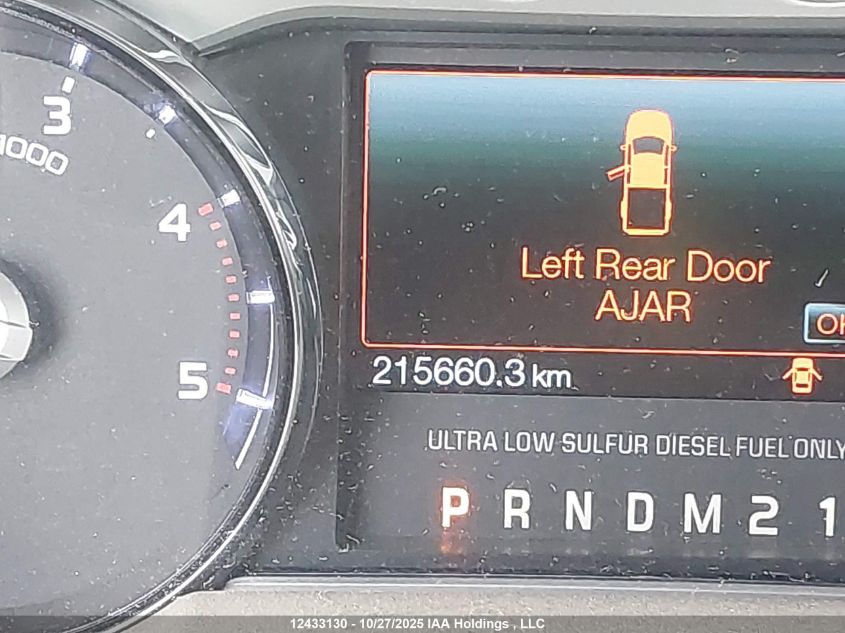 3
1000
4
5
Left Rear Door
AJAR
OK
215660.3 km
ULTRA LOW SULFUR DIESEL FUEL ONLY
P R N D M 2 1
12433130 - 10/27/2025 IAA Holdings , LLC